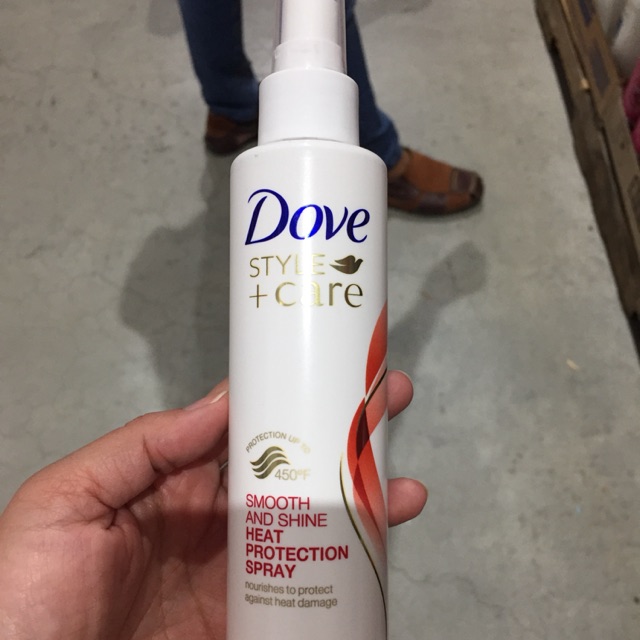 Dove
STYLE
+care
PROTECTION UP TO
450°F
SMOOTH
AND SHINE
HEAT
PROTECTION
SPRAY
nourishes to protect
against heat damage